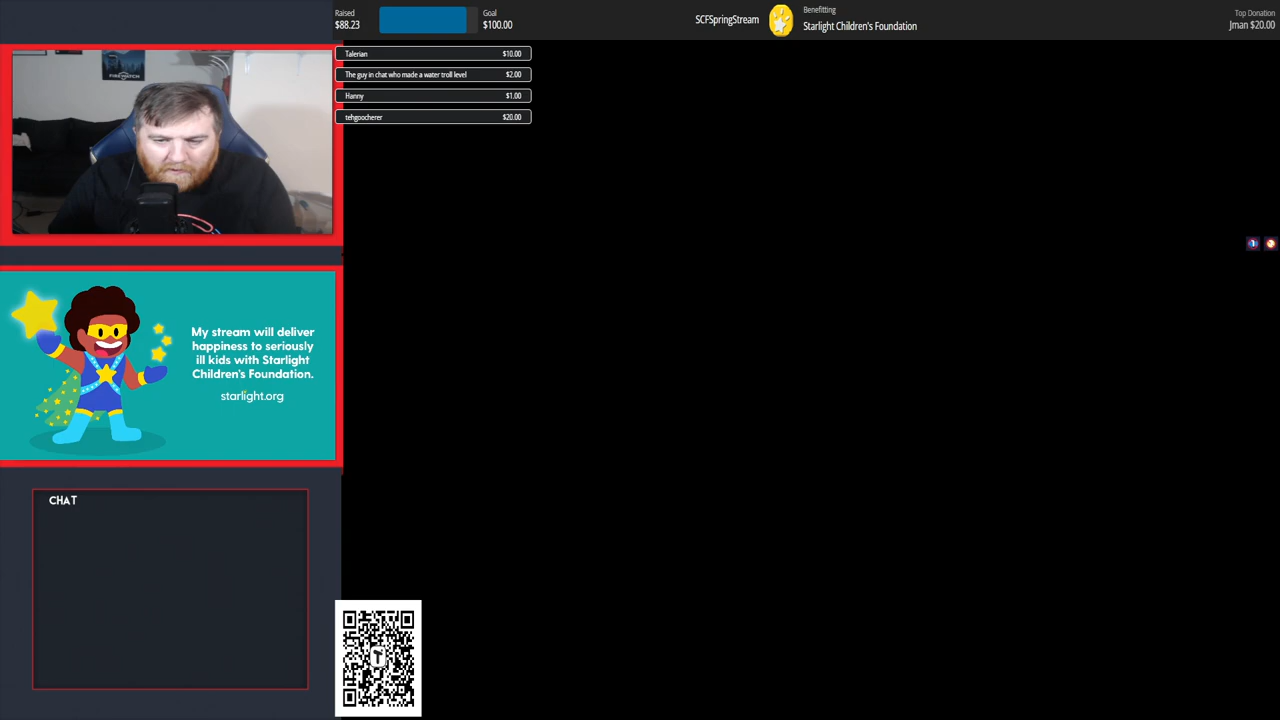 Raised
$88.23
Goal
$100.00
SCFSpringStream
Benefitting
Starlight Children's Foundation
Top Donation
Jman $20.00
FIREWATCH
Talerian $10.00
The guy in chat who made a water troll level $2.00
Hanny $1.00
tehgoocherer $20.00
My stream will deliver
happiness to seriously
ill kids with Starlight
Children's Foundation.
starlight.org
CHAT
T